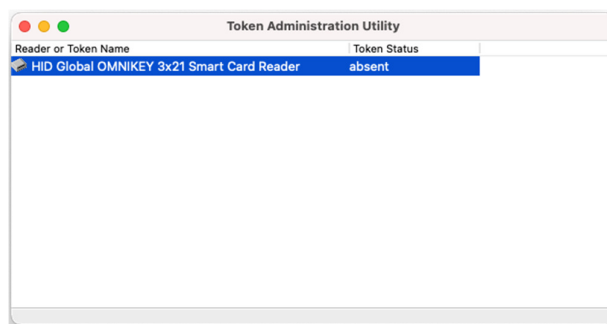 Token Administration Utility
Reader or Token Name Token Status
HID Global OMNIKEY 3x21 Smart Card Reader absent